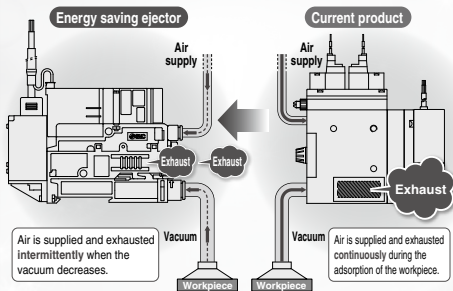 Energy saving ejector
Current product
Air
supply
Air
supply
SMC
Exhaust
Exhaust
Exhaust
Vacuum
Vacuum
Air is supplied and exhausted
intermittently when the
vacuum decreases.
Air is supplied and exhausted
continuously during the
adsorption of the workpiece.
Workpiece
Workpiece